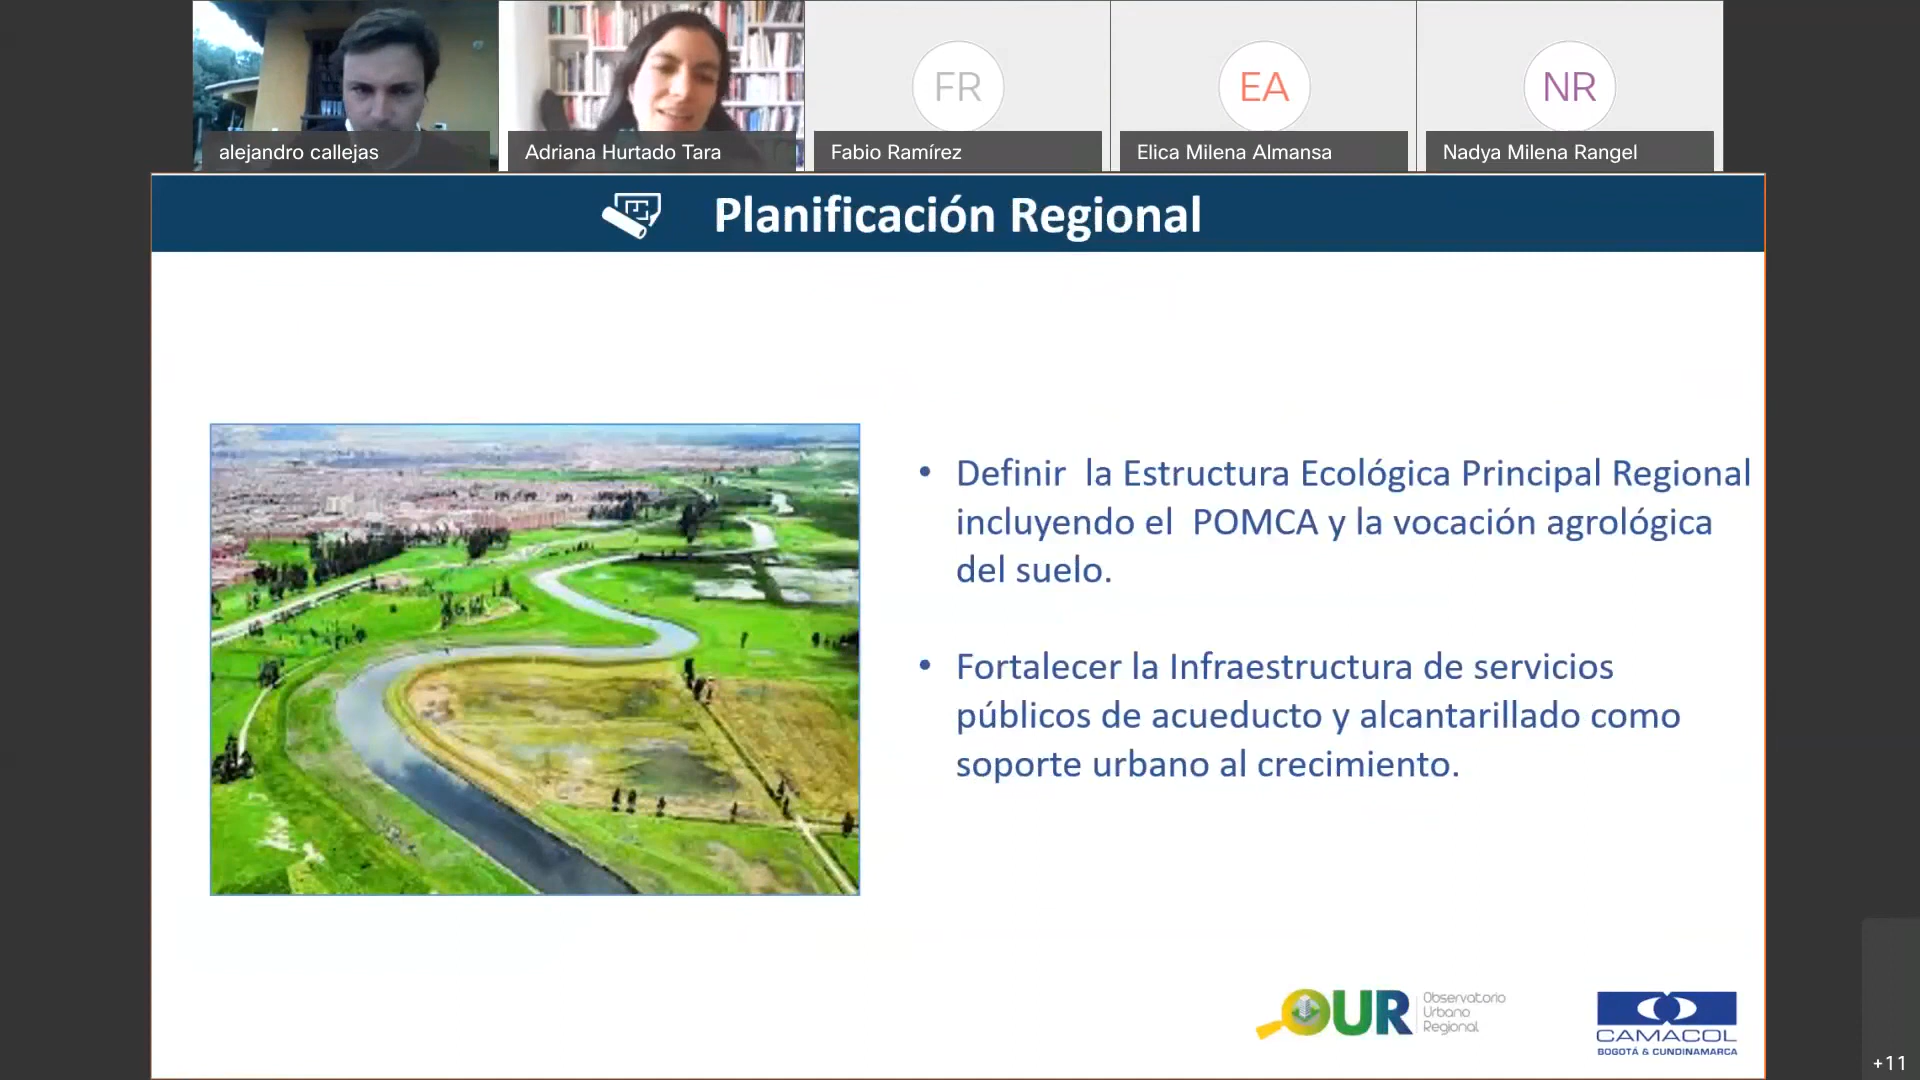 FR
EA
NR
alejandro callejas
Adriana Hurtado Tara
Fabio Ramírez
Elica Milena Almansa
Nadya Milena Rangel
Planificación Regional
• Definir la Estructura Ecológica Principal Regional
incluyendo el POMCA y la vocación agrológica
del suelo.
• Fortalecer la Infraestructura de servicios
públicos de acueducto y alcantarillado como
soporte urbano al crecimiento.
OUR
Observatorio
Urbano
Regional
CAMACOL
BOGOTÁ & CUNDINAMARCA
+11